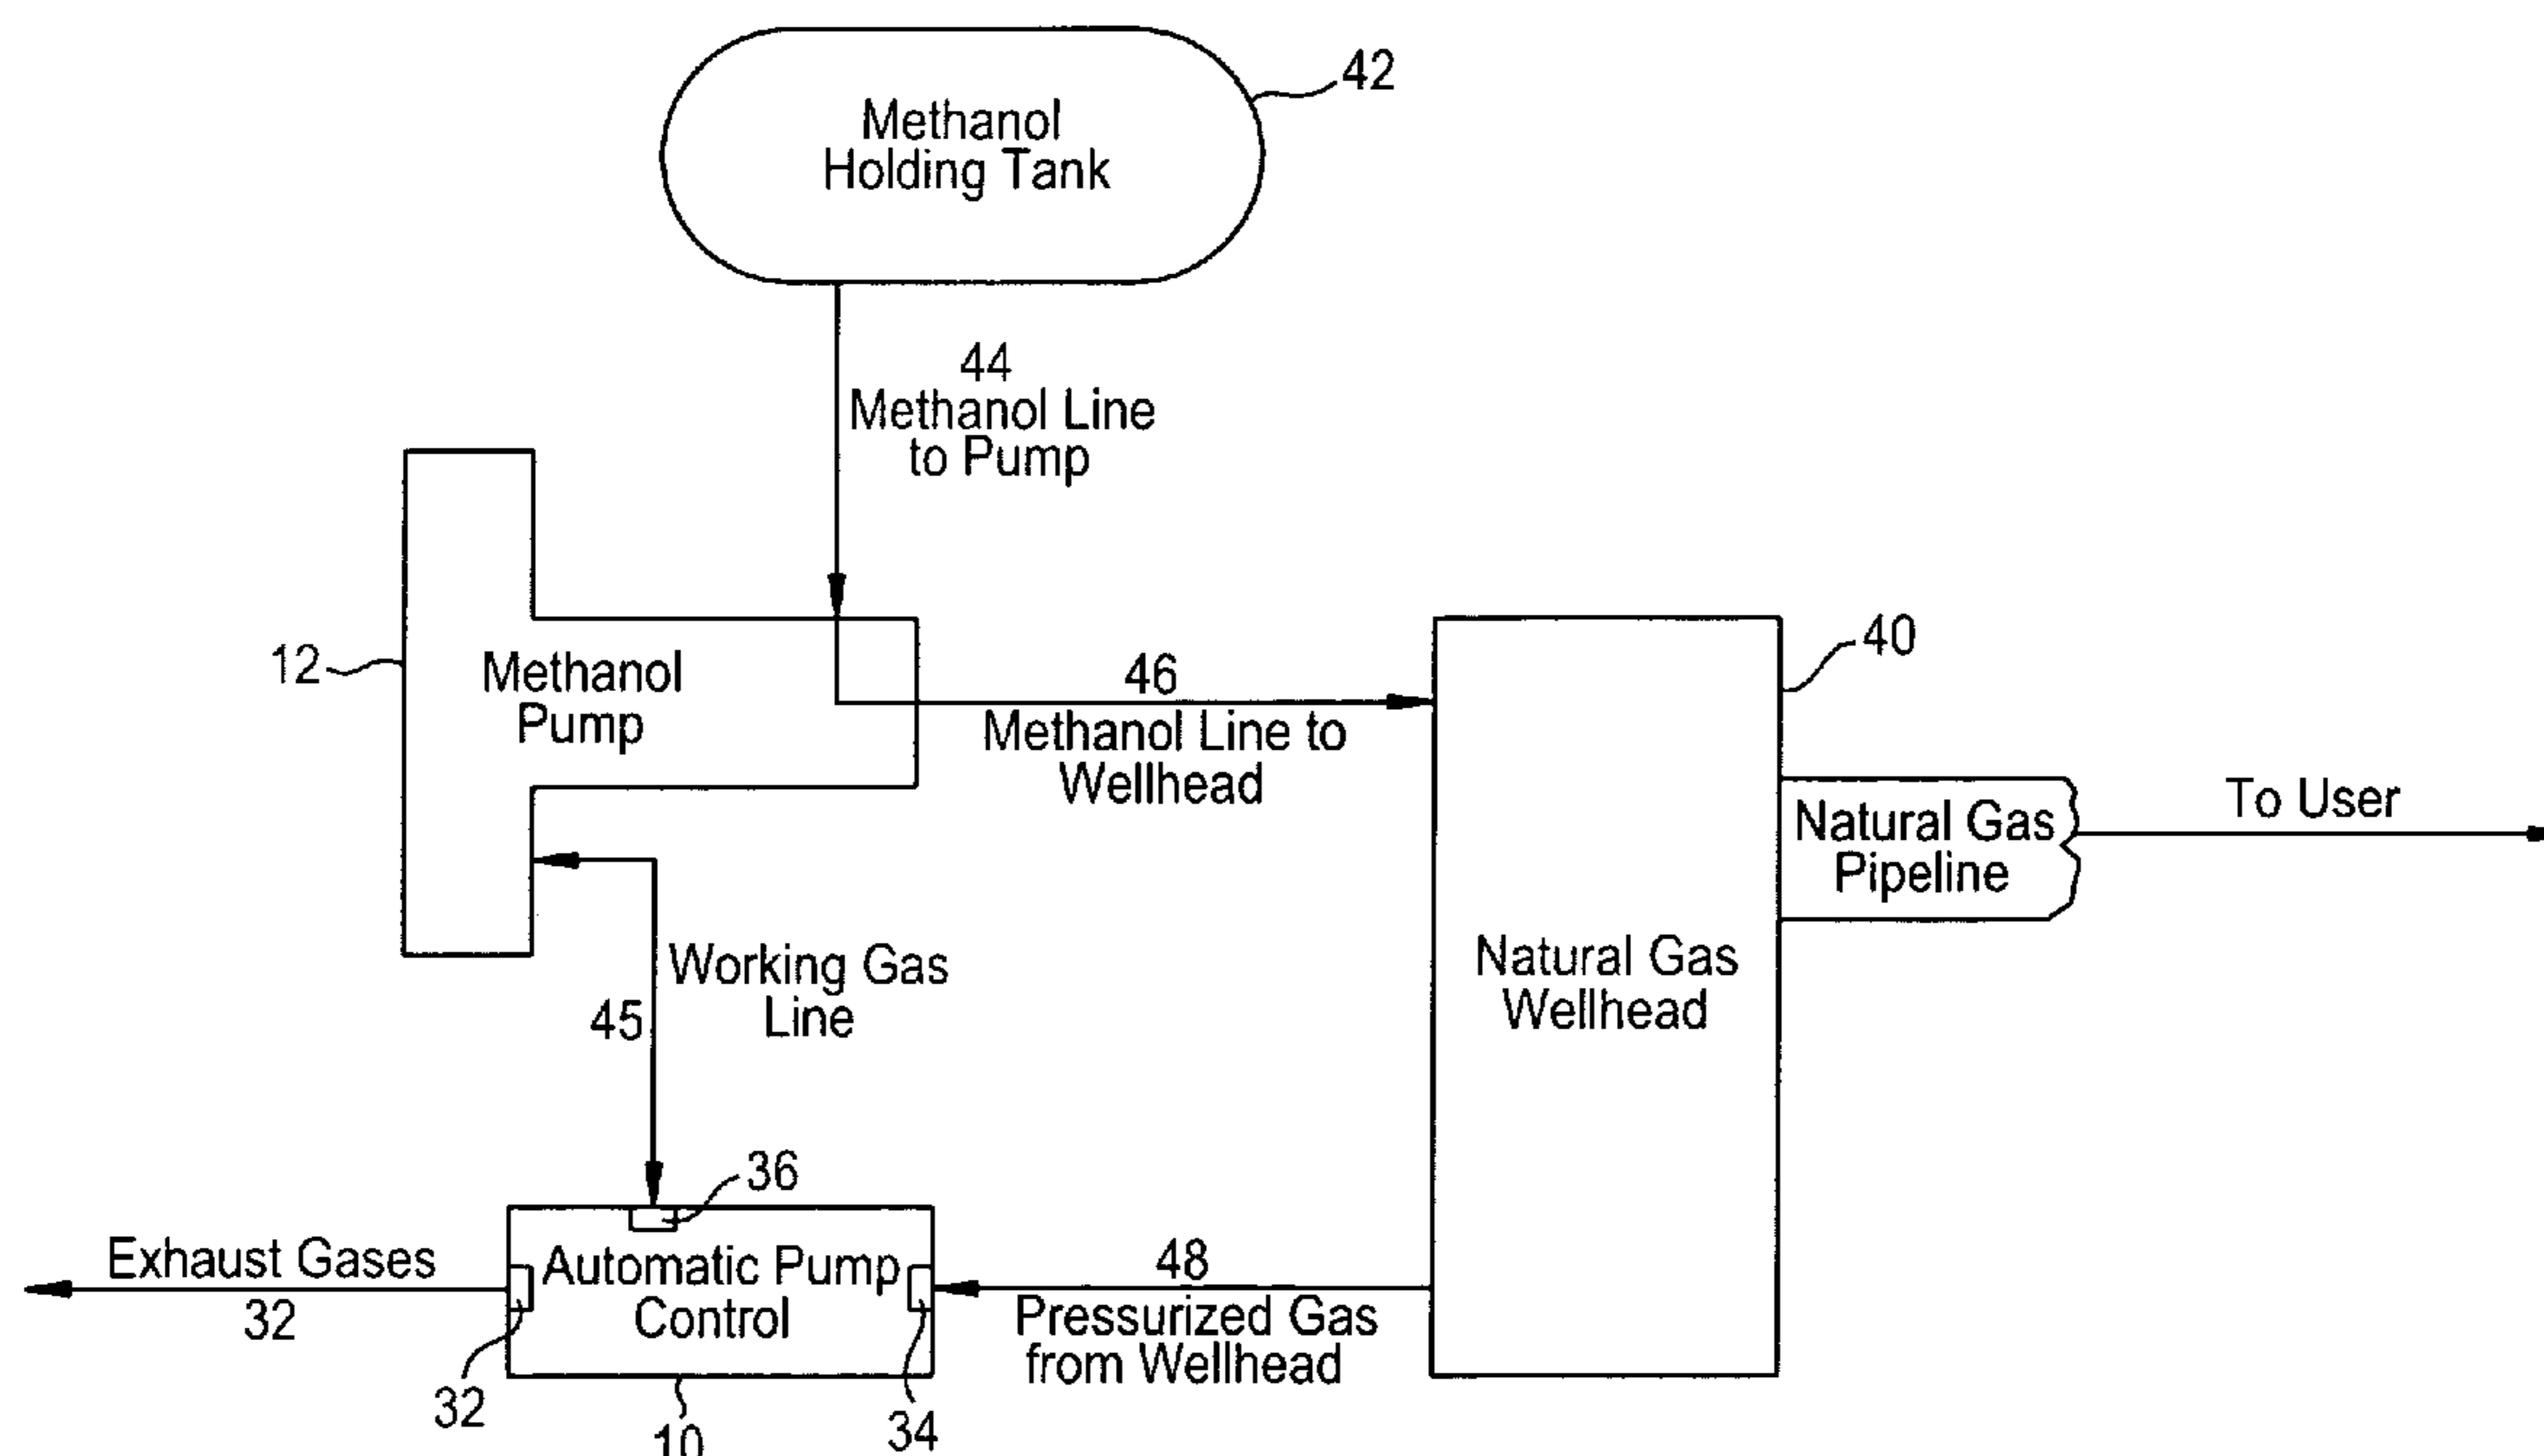 42
Methanol
Holding Tank
44
Methanol Line
to Pump
12
Methanol
Pump
46
Methanol Line to
Wellhead
40
Natural Gas
Pipeline
To User
Natural Gas
Wellhead
Working Gas
Line
45
36
Exhaust Gases
32
Automatic Pump
Control
48
Pressurized Gas
from Wellhead
32
10
34